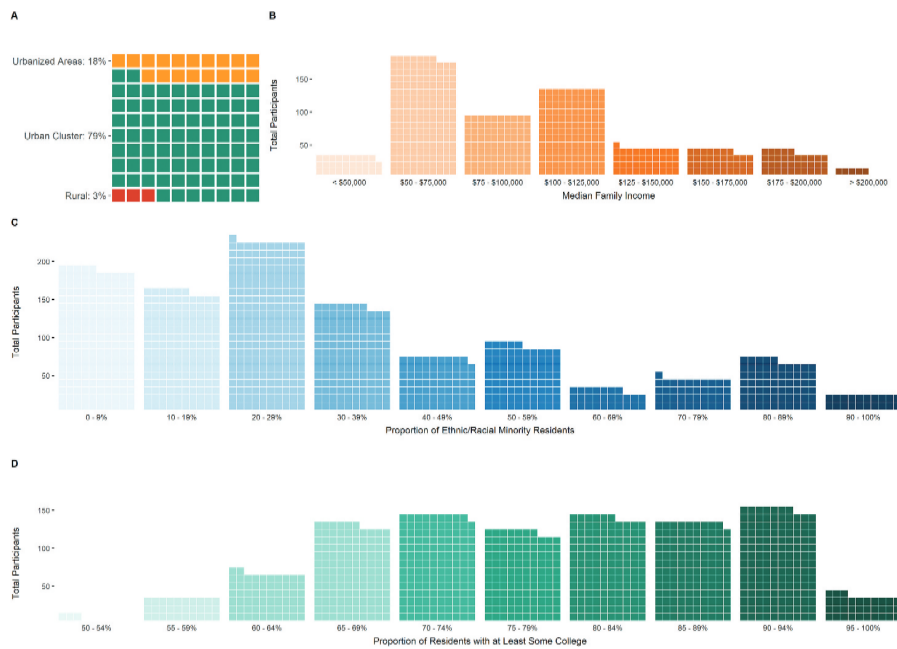 A
Urbanized Areas: 18%
Urban Cluster: 79%
Rural: 3%
B
Total Participants
150
100
50
< $50,000
$50 - $70,000
$75 - $100,000
$100 - $125,000
$125 - $150,000
$150 - $175,000
$175 - $200,000
> $200,000
Median Family Income
C
Total Participants
200
150
100
50
0 - 9%
10 - 19%
20 - 29%
30 - 39%
40 - 49%
50 - 59%
60 - 69%
70 - 79%
80 - 89%
90 - 100%
Proportion of Ethnic/Racial Minority Residents
D
Total Participants
150
100
50
50 - 54%
55 - 59%
60 - 64%
65 - 69%
70 - 74%
75 - 79%
80 - 84%
85 - 89%
90 - 94%
95 - 100%
Proportion of Residents with at Least Some College